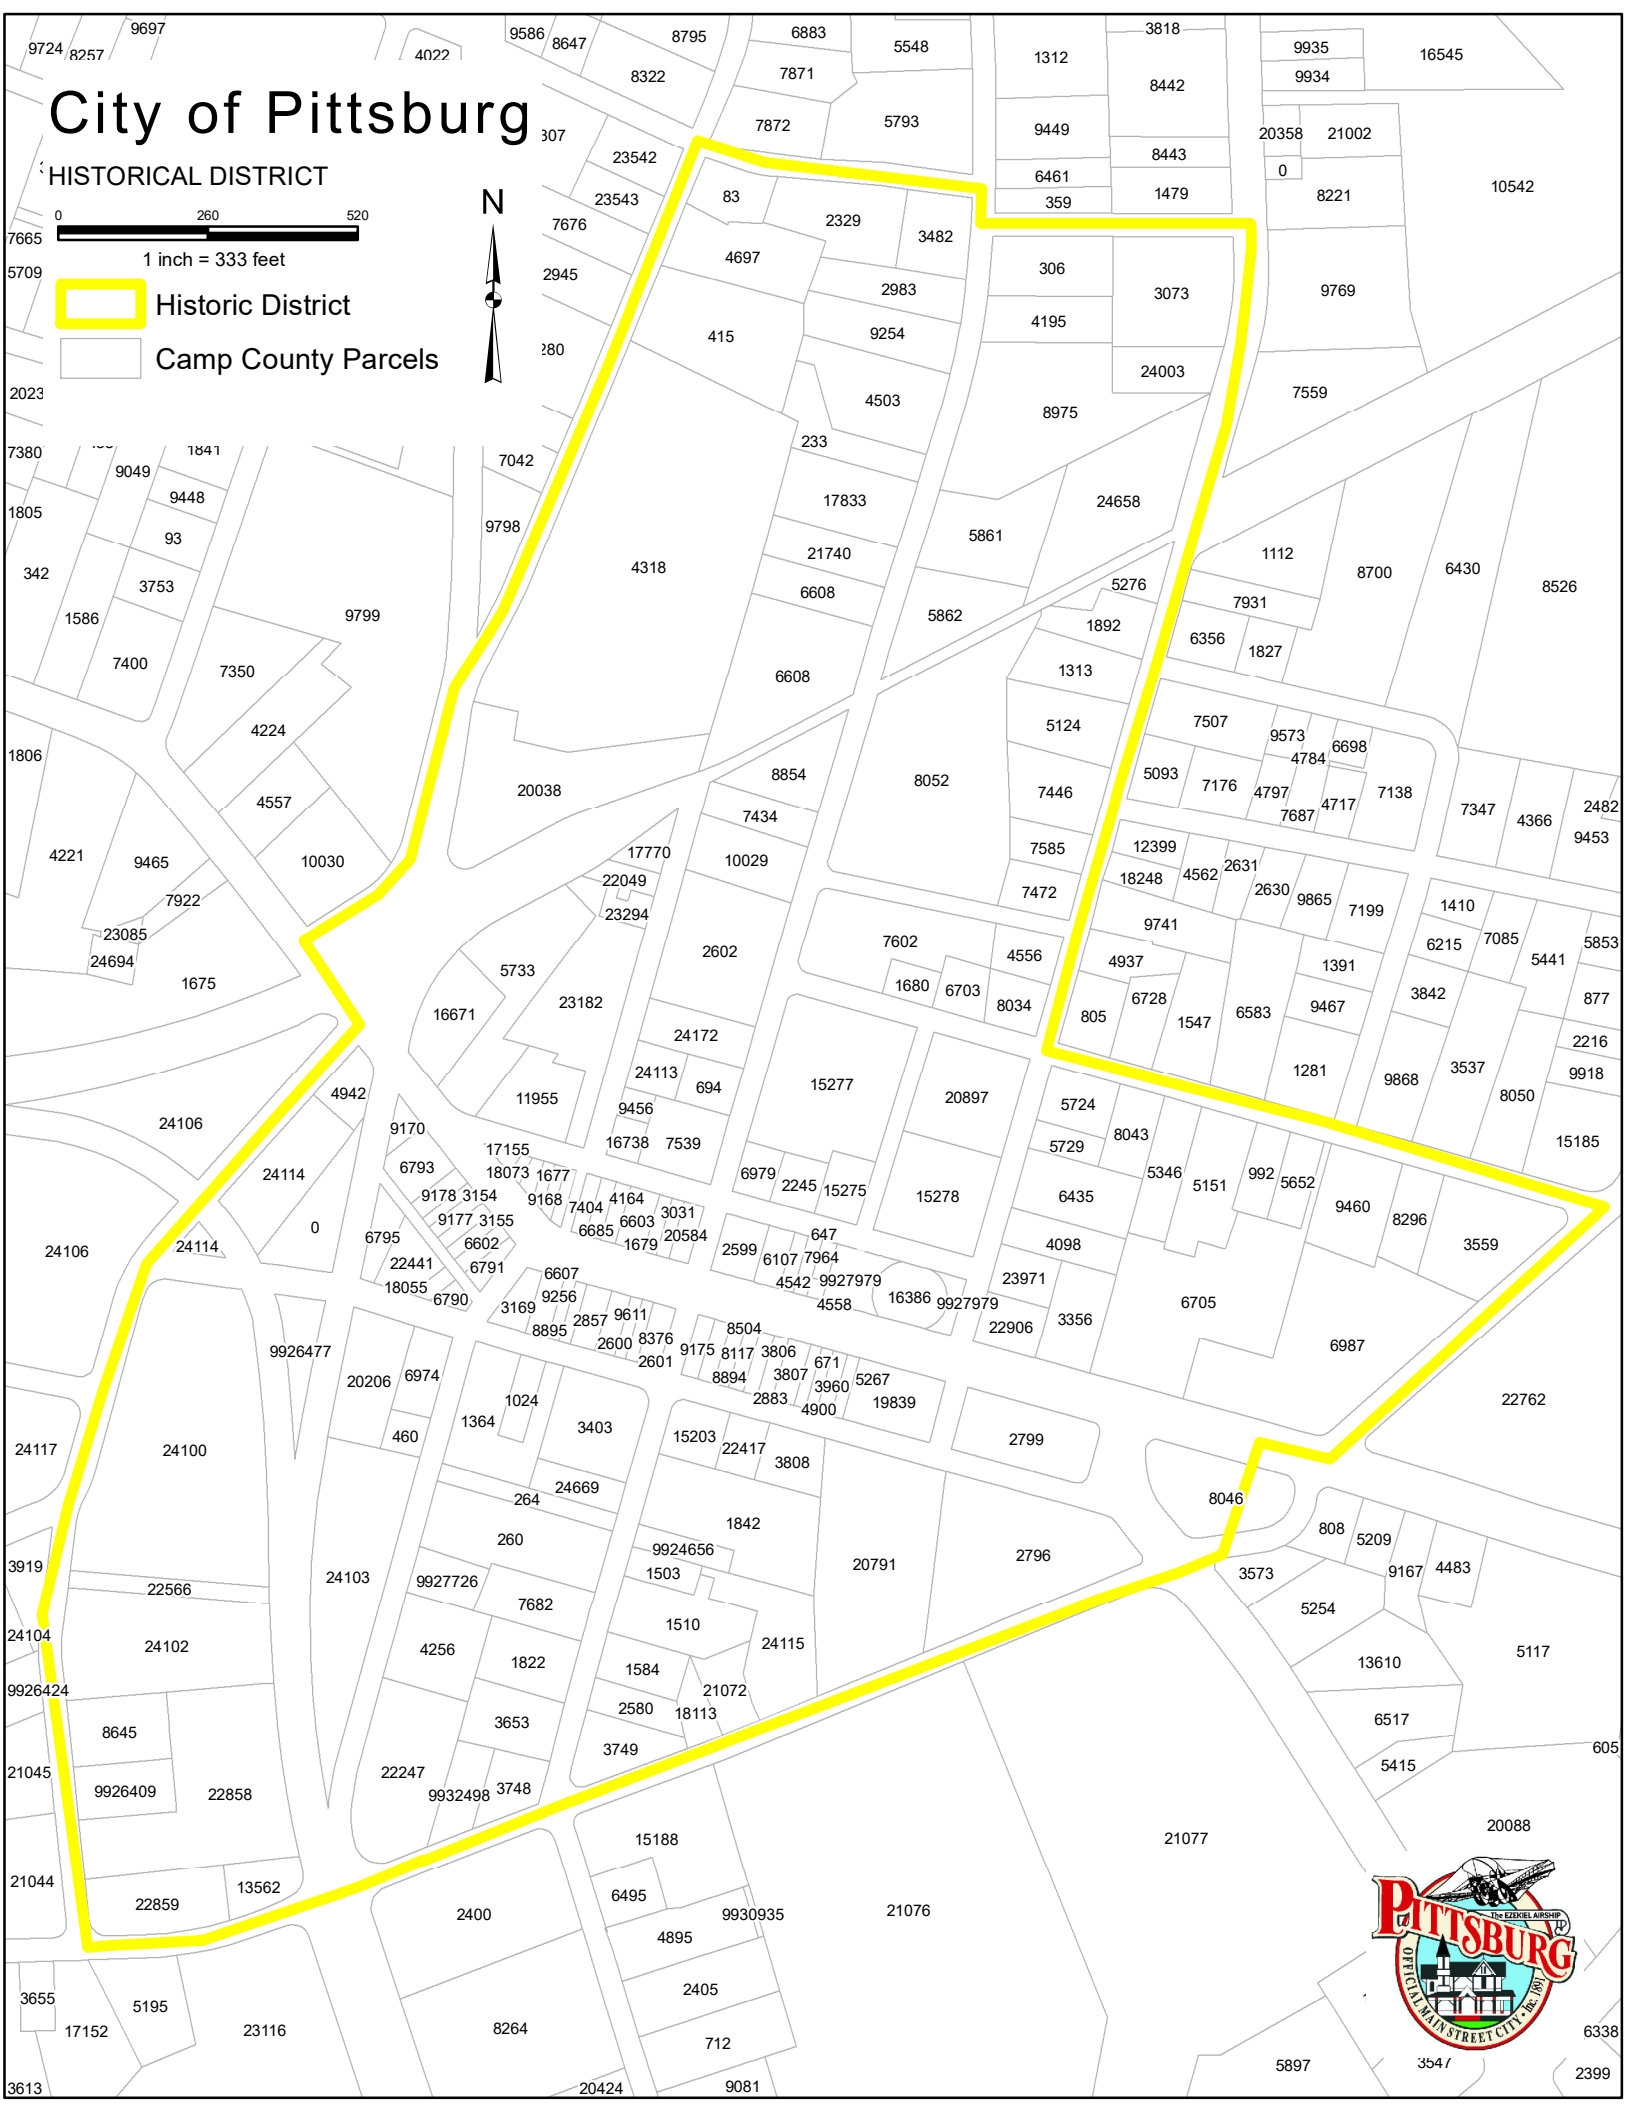 City of Pittsburg
HISTORICAL DISTRICT
0 260 520
1 inch = 333 feet
Historic District
Camp County Parcels
N
9724 8257 9697 4022 9586 8647 8795 6883 5548 1312 3818 9935 16545
8322 7871 8442 9934
7872 5793 9449 20358 21002
23542 8443 0
23543 83 6461 359 1479 8221 10542
7665 7676 2329 3482
5709 2945 4697 2983 306 3073 9769
415 9254 4195
24003
2023 4503 8975 7559
7380 9049 1841 7042 233
9448 17833 24658
1805 93 9798 21740 5861 1112
342 3753 4318 6608 5276 8700 6430 8526
1586 9799 5862 1892 7931
7400 7350 6608 1313 6356 1827
4224 5124 7507 9573 6698
1806 4784
20038 8854 8052 5093 7176 4797 4717 7138
4557 7434 7446 7687 7347 4366 2482
9453
4221 9465 10030 17770 10029 7585 12399 2631
7922 22049 7472 18248 4562 2630 9865 7199 1410
23294 9741
23085 2602 7602 4556 6215 7085 5853
24694 5733 4937 1391 5441
1675 23182 1680 6703 8034 6728 9467 3842 877
16671 24172 805 1547 6583 2216
4942 24113 694 15277 20897 1281 9868 3537 9918
24106 11955 9456 5724 8050
9170 16738 7539 5729 8043 15185
24114 6793 17155 1677 6979 2245 15275 15278 5346 992 5652
18073 9168 6435 5151 9460
9178 3154 7404 4164 3031 8296
0 9177 3155 6685 6603 20584 647 4098 3559
24106 24114 6795 6602 1679 2599 6107 7964
22441 6791 4542 9927979 23971
18055 6790 6607 4558 16386 9927979 6705
3169 9256 22906 3356 6987
8895 2857 9611 8504
2600 8376 9175 8117 3806 671
9926477 2601 8894 3807 3960 5267
20206 6974 2883 4900 19839
1024 22762
24117 24100 460 1364 3403 15203 22417 3808 2799
24669 8046
264 1842 808
3919 260 9924656 20791 2796 5209
22566 24103 9927726 1503 3573 9167 4483
7682 5254
24104 24102 4256 1510 24115 5117
1822 1584 13610
9926424 21072
8645 3653 2580 18113 6517
21045 3749 605
9926409 22858 22247 9932498 3748 5415
15188 21077 20088
21044 22859 13562 6495
2400 9930935 21076
4895
3655 5195 2405
17152 23116 8264 712 6338
5897 3547 2399
3613 20424 9081
The EZEKIEL AIRSHIP
PITTSBURG
OFFICIAL MAIN STREET CITY • Inc. 1891